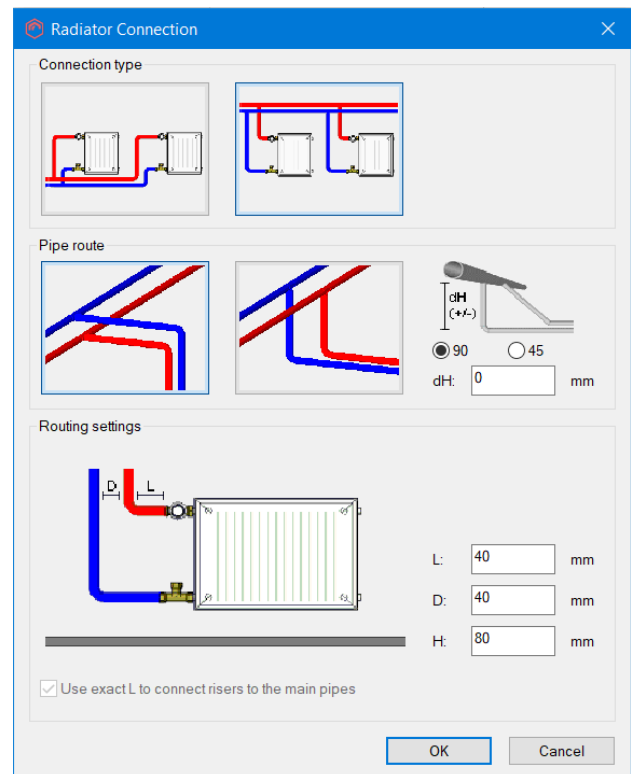 Radiator Connection
Connection type
Pipe route
dH
(+/-)
90
45
dH: 0 mm
Routing settings
D L
L: 40 mm
D: 40 mm
H: 80 mm
Use exact L to connect risers to the main pipes
OK Cancel